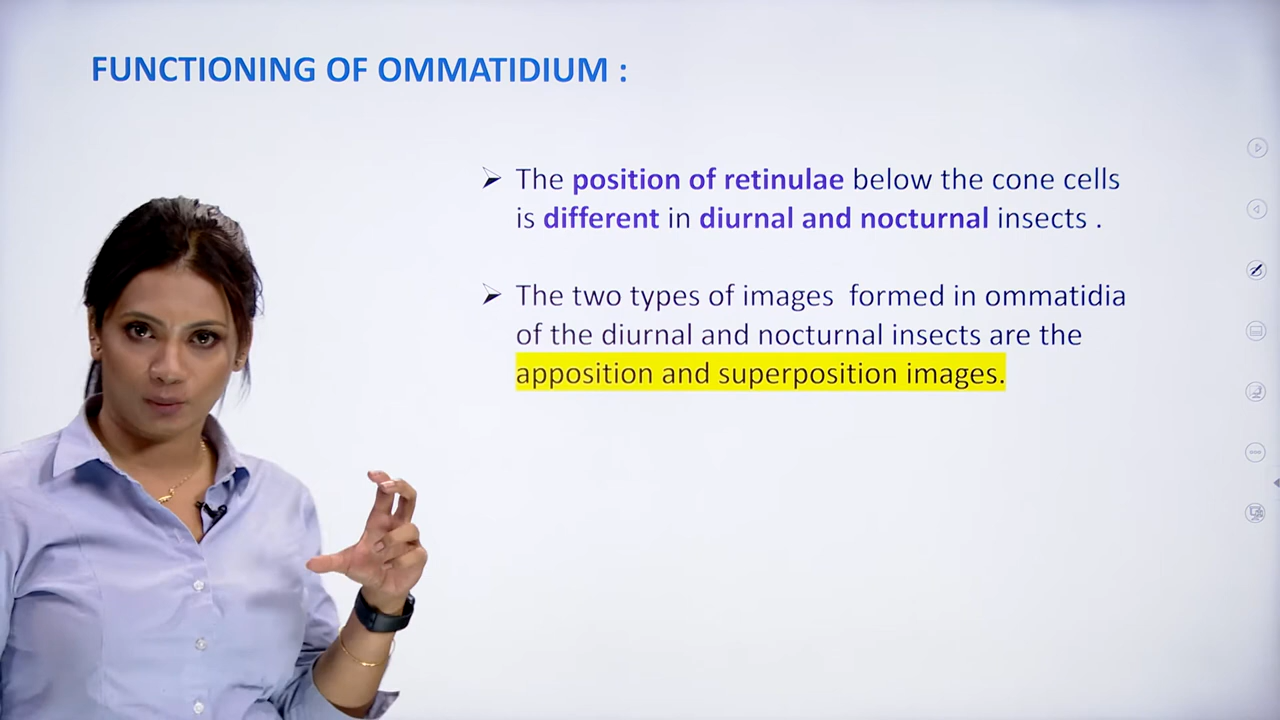 FUNCTIONING OF OMMATIDIUM :
➢ The position of retinulae below the cone cells
is different in diurnal and nocturnal insects .
➢ The two types of images formed in ommatidia
of the diurnal and nocturnal insects are the
apposition and superposition images.